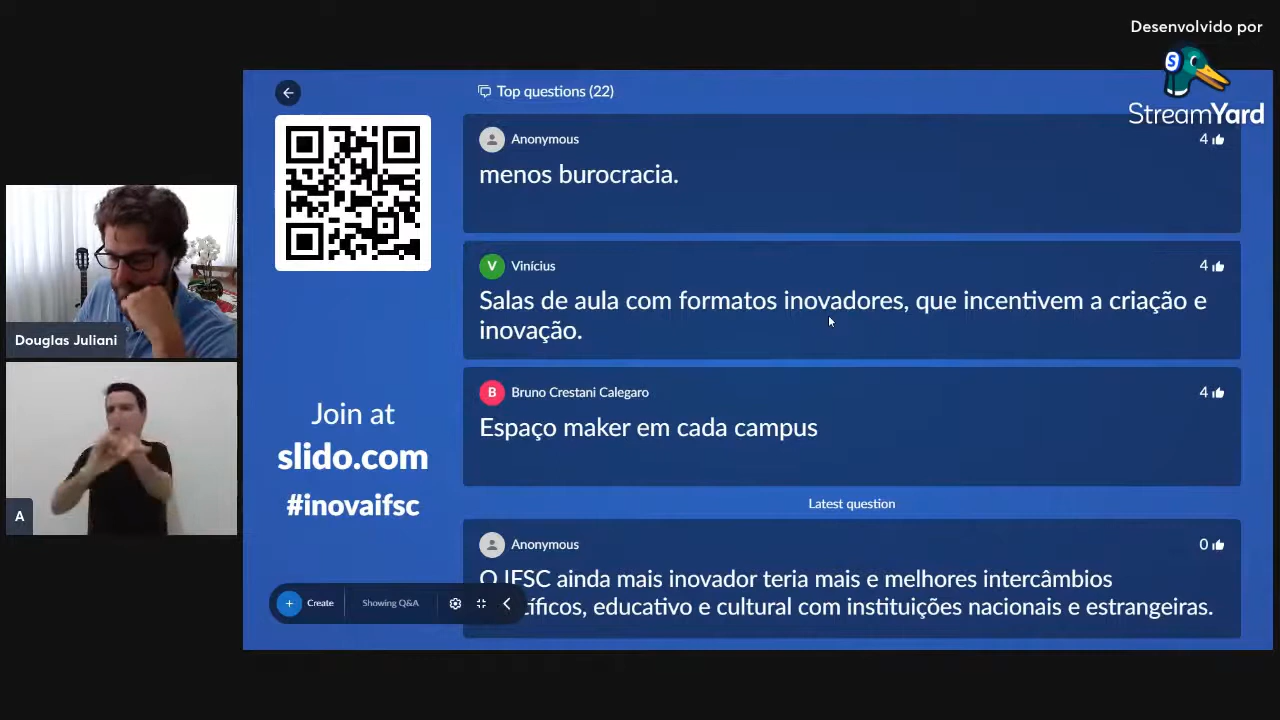 Desenvolvido por
StreamYard
Top questions (22)
Anonymous
4
menos burocracia.
V
Vinícius
4
Salas de aula com formatos inovadores, que incentivem a criação e
inovação.
B
Bruno Crestani Calegaro
4
Espaço maker em cada campus
Latest question
Anonymous
0
O IFSC ainda mais inovador teria mais e melhores intercâmbios
educativo e cultural com instituições nacionais e estrangeiras.
Join at
slido.com
#inovaifsc
Create
Showing Q&A
Douglas Juliani
A